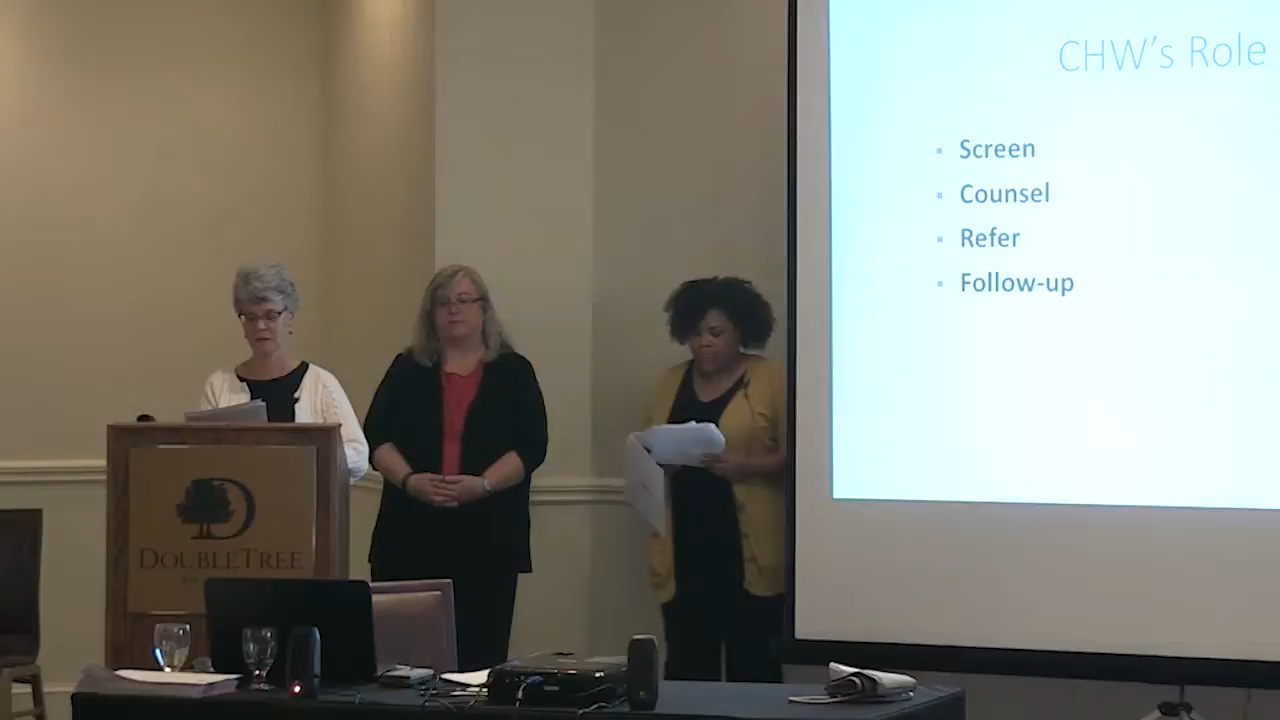 CHW's Role
Screen
Counsel
Refer
Follow-up
DOUBLETREE